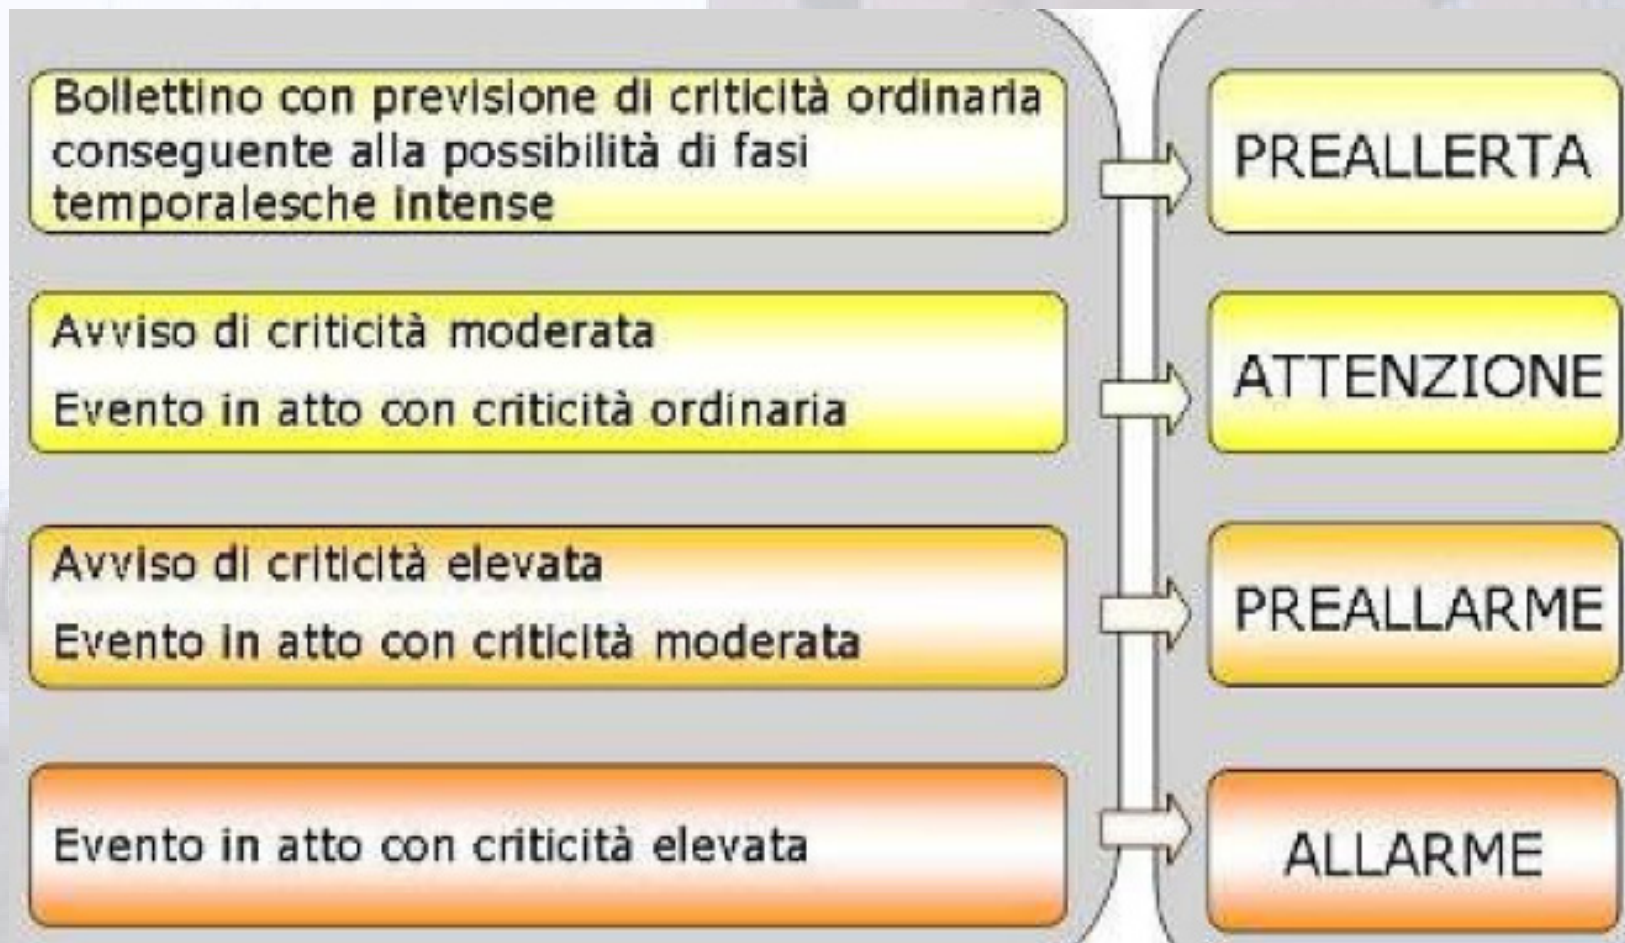 Bollettino con previsione di criticità ordinaria
conseguente alla possibilità di fasi
temporalesche intense
PREALLERTA
Avviso di criticità moderata
Evento in atto con criticità ordinaria
ATTENZIONE
Avviso di criticità elevata
Evento in atto con criticità moderata
PREALLARME
Evento in atto con criticità elevata
ALLARME